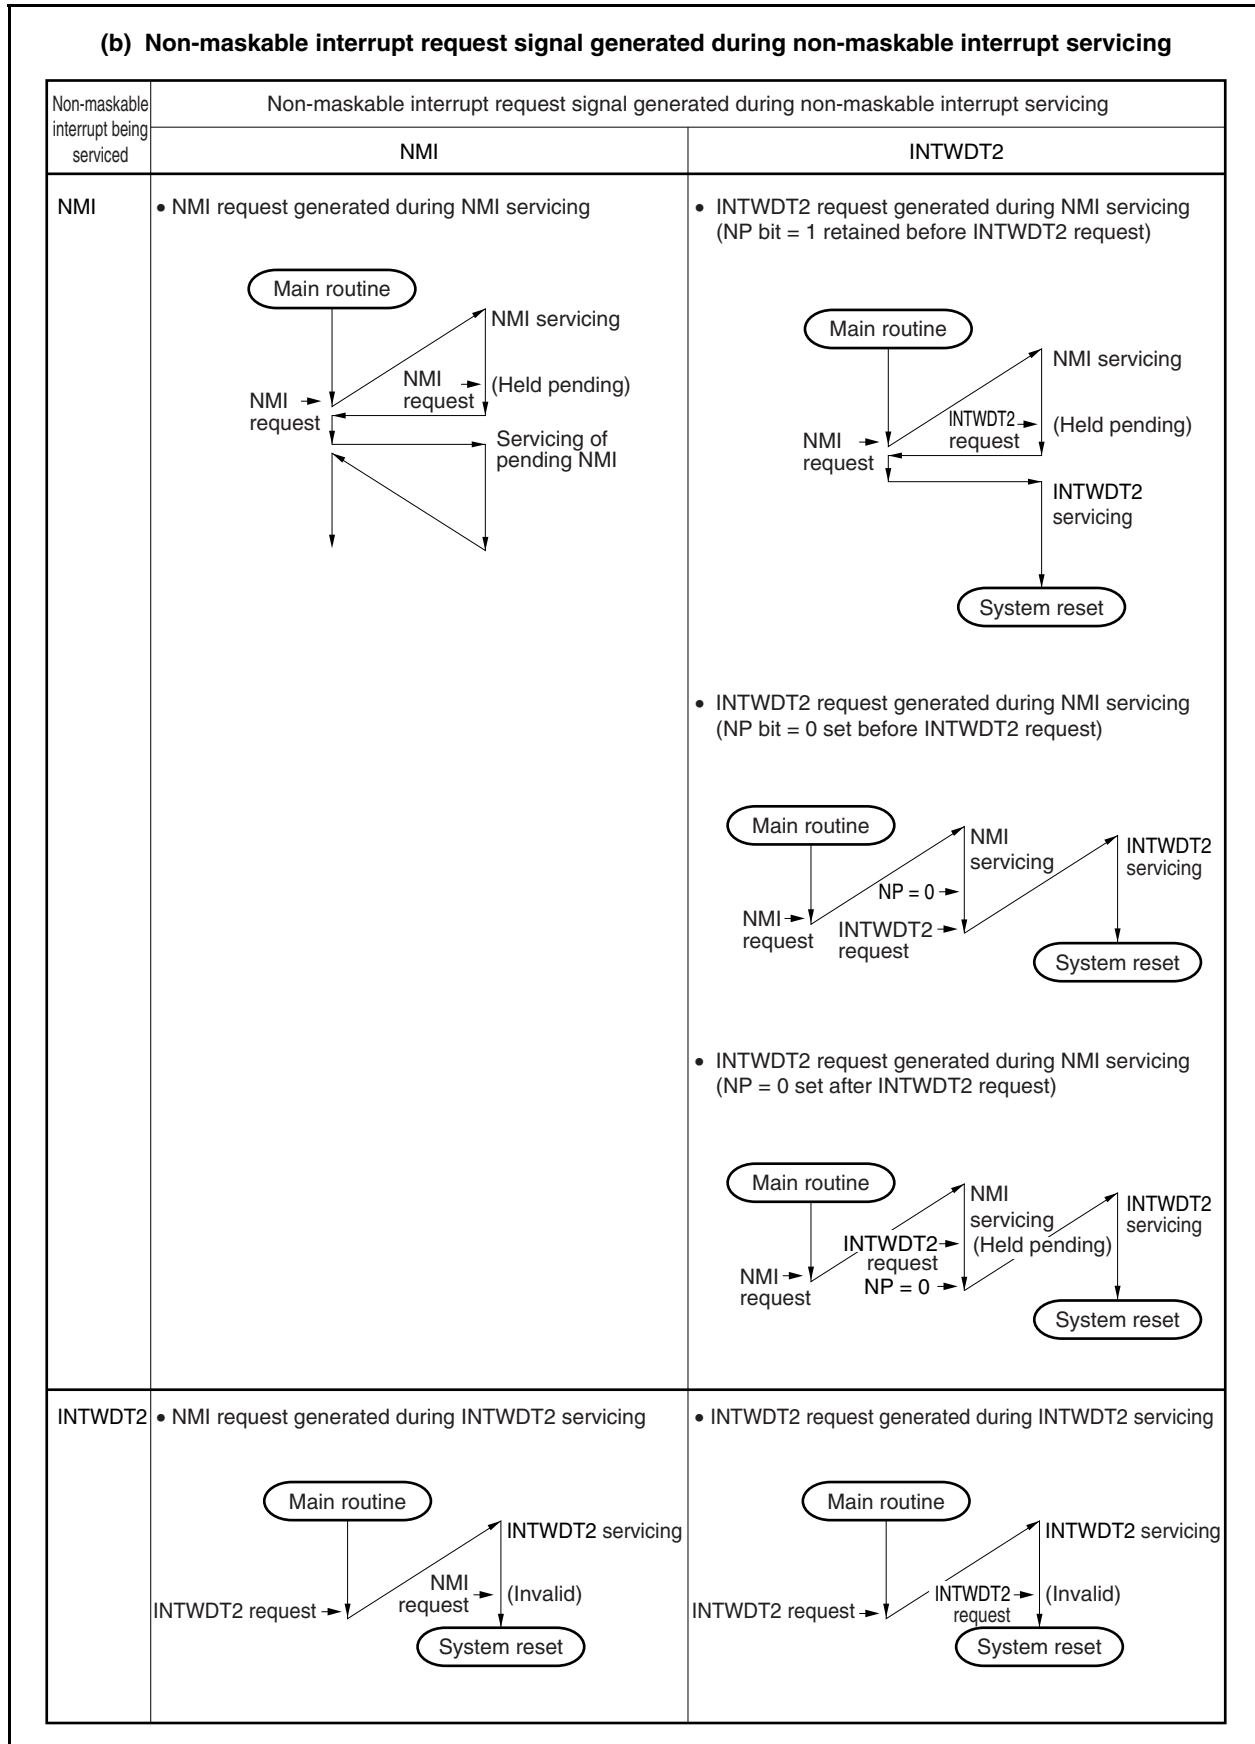 (b) Non-maskable interrupt request signal generated during non-maskable interrupt servicing
Non-maskable
interrupt being
serviced
Non-maskable interrupt request signal generated during non-maskable interrupt servicing
NMI
INTWDT2
NMI
• NMI request generated during NMI servicing
Main routine
NMI servicing
NMI
request
(Held pending)
NMI
request
Servicing of
pending NMI
• INTWDT2 request generated during NMI servicing
(NP bit = 1 retained before INTWDT2 request)
Main routine
NMI servicing
INTWDT2
request
(Held pending)
NMI
request
INTWDT2
servicing
System reset
• INTWDT2 request generated during NMI servicing
(NP bit = 0 set before INTWDT2 request)
Main routine
NMI
servicing
INTWDT2
servicing
NP = 0
NMI
request
INTWDT2
request
System reset
• INTWDT2 request generated during NMI servicing
(NP = 0 set after INTWDT2 request)
Main routine
NMI
servicing
(Held pending)
INTWDT2
servicing
INTWDT2
request
NMI
request
NP = 0
System reset
INTWDT2
• NMI request generated during INTWDT2 servicing
Main routine
INTWDT2 servicing
NMI
request
(Invalid)
INTWDT2 request
System reset
• INTWDT2 request generated during INTWDT2 servicing
Main routine
INTWDT2 servicing
INTWDT2
request
(Invalid)
INTWDT2 request
System reset